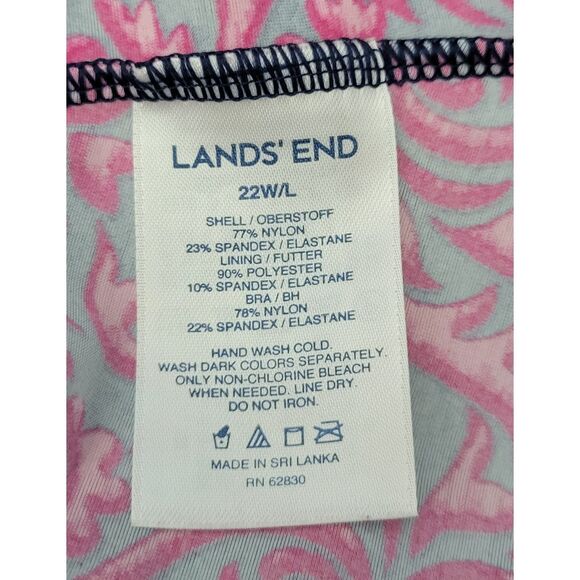 LANDS' END
22W/L
SHELL / OBERSTOFF
77% NYLON
23% SPANDEX / ELASTANE
LINING / FUTTER
90% POLYESTER
10% SPANDEX / ELASTANE
BRA / BH
78% NYLON
22% SPANDEX / ELASTANE
HAND WASH COLD.
WASH DARK COLORS SEPARATELY.
ONLY NON-CHLORINE BLEACH
WHEN NEEDED. LINE DRY.
DO NOT IRON.
MADE IN SRI LANKA
RN 62830